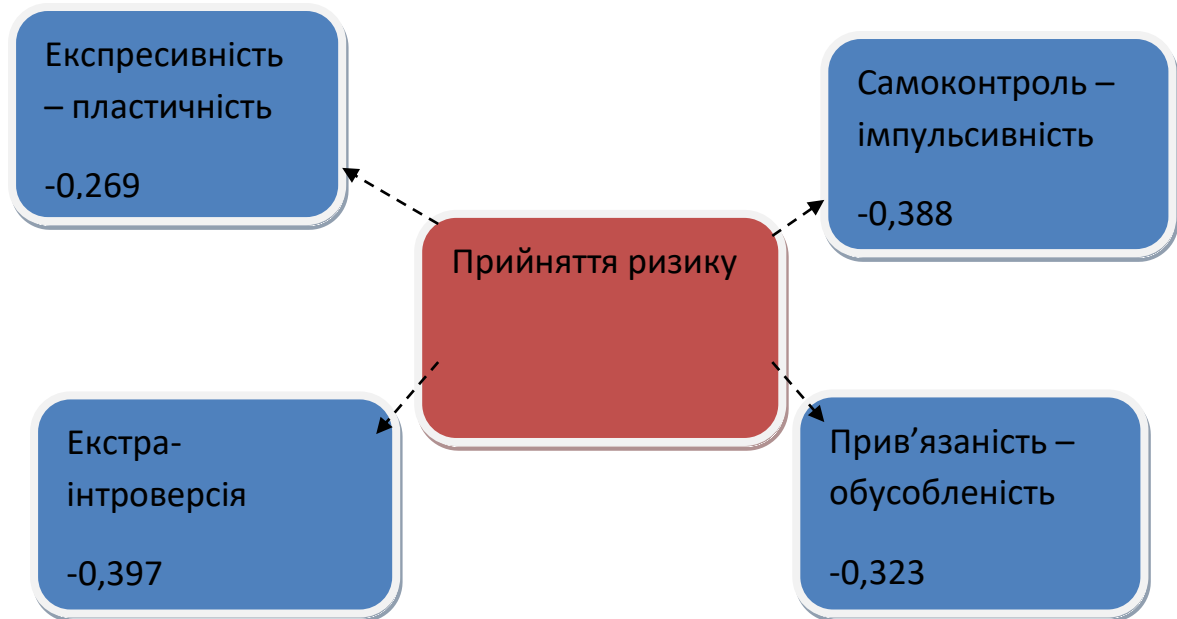 Експресивність
– пластичність
-0,269
Самоконтроль –
імпульсивність
-0,388
Прийняття ризику
Екстра-
інтроверсія
-0,397
Прив’язаність –
обусобленість
-0,323